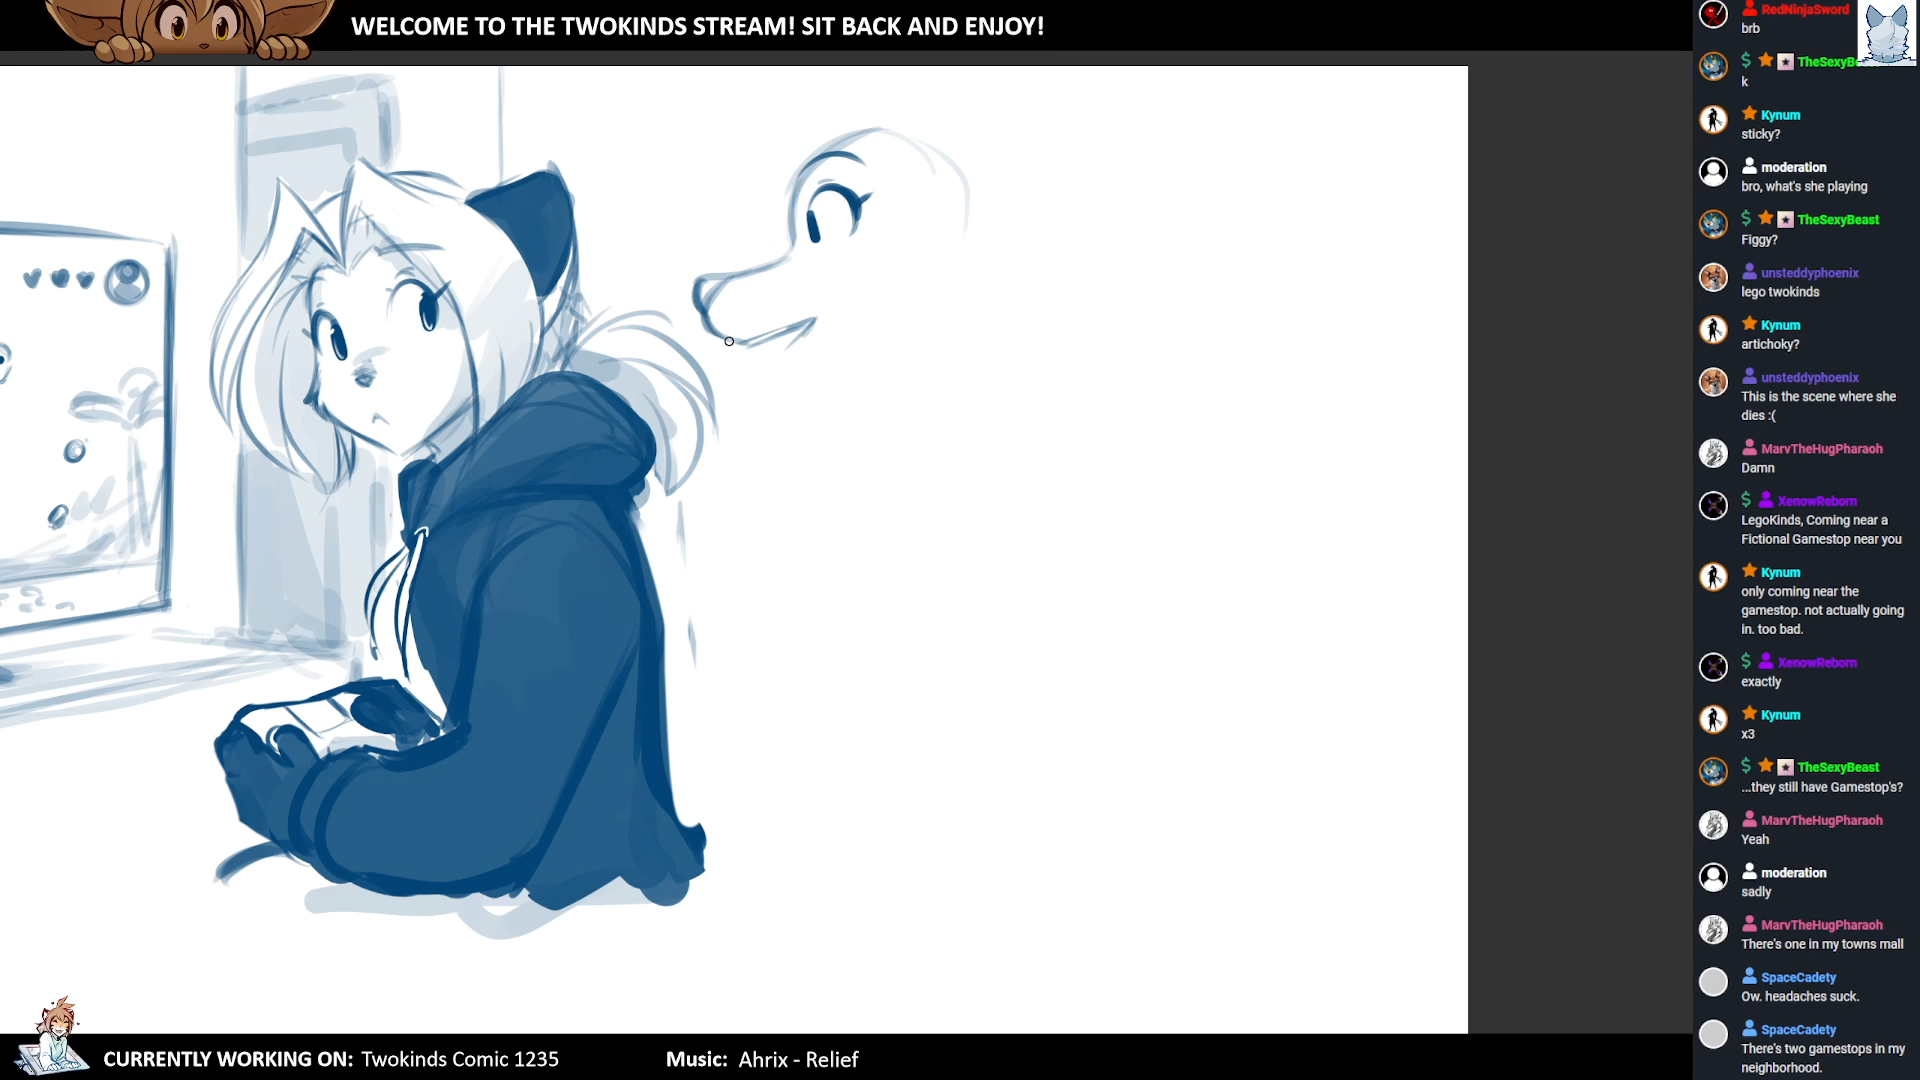 WELCOME TO THE TWOKINDS STREAM! SIT BACK AND ENJOY!
RedNinjaSword
brb
TheSexyBe
k
Kynum
sticky?
moderation
bro, what's she playing
TheSexyBeast
Figgy?
unsteddyphoenix
lego twokinds
Kynum
artichoky?
unsteddyphoenix
This is the scene where she
dies :(
MarvTheHugPharaoh
Damn
XenowReborn
LegoKinds, Coming near a
Fictional Gamestop near you
Kynum
only coming near the
gamestop. not actually going
in. too bad.
XenowReborn
exactly
Kynum
x3
TheSexyBeast
...they still have Gamestop's?
MarvTheHugPharaoh
Yeah
moderation
sadly
MarvTheHugPharaoh
There's one in my towns mall
SpaceCadety
Ow. headaches suck.
SpaceCadety
There's two gamestops in my
neighborhood.
CURRENTLY WORKING ON: Twokinds Comic 1235
Music: Ahrix - Relief